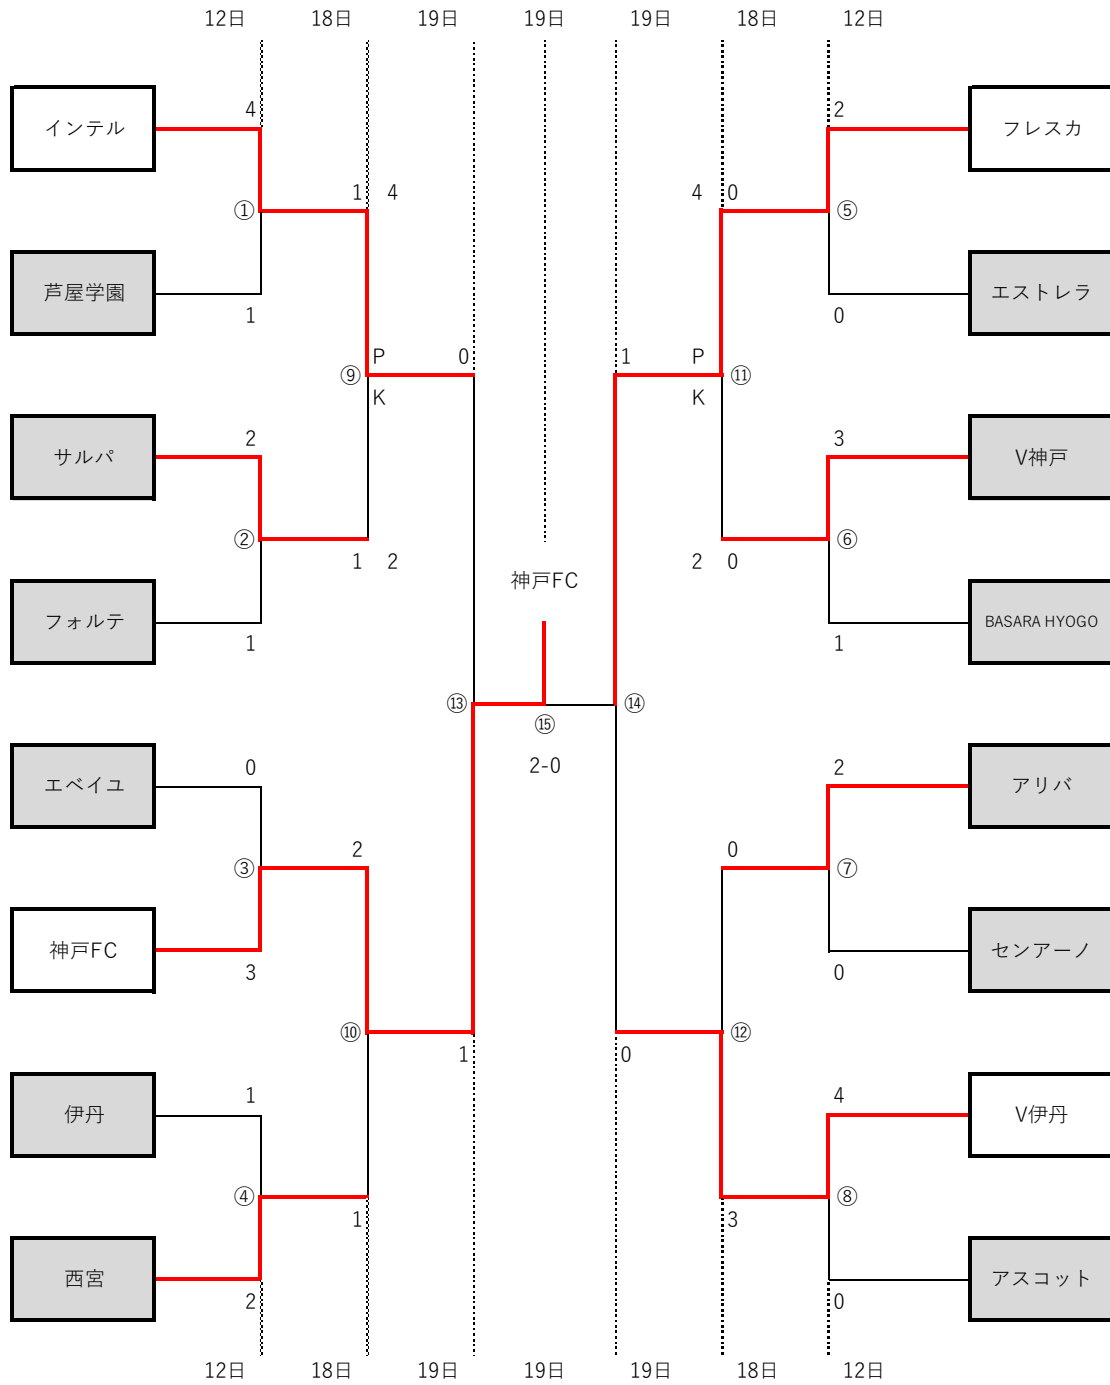 12日 18日 19日 19日 19日 18日 12日
4 2
インテル フレスカ
1 4 4 0
① ⑤
芦屋学園 エストレラ
1 0
P 0 1 P
⑨ ⑪
K K
2 3
サルパ V神戸
② ⑥
1 2 2 0
神戸FC
フォルテ BASARA HYOGO
1 1
⑬ ⑭
⑮
0 2-0 2
エベイユ アリバ
2 0
③ ⑦
神戸FC センアーノ
3 0
⑩ ⑫
1 0
1 4
伊丹 V伊丹
④ ⑧
1 3
西宮 アスコット
2 0
12日 18日 19日 19日 19日 18日 12日